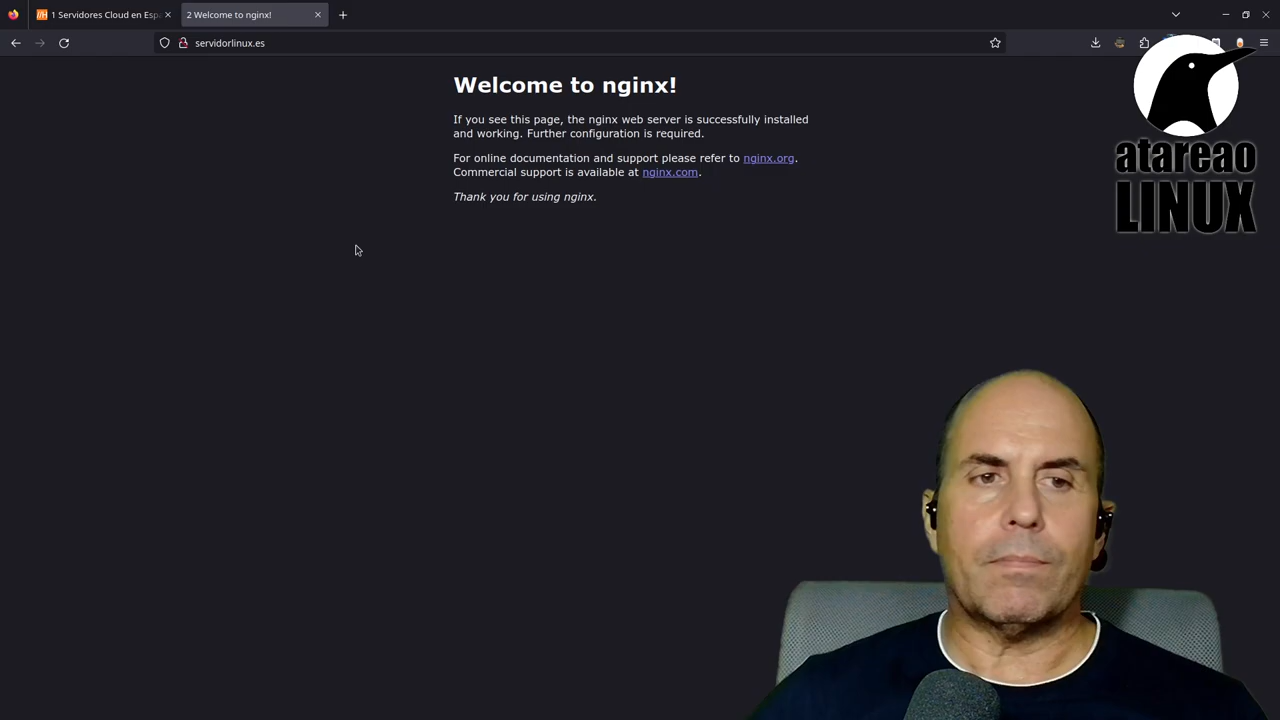 1 Servidores Cloud en Esp
2 Welcome to nginx!
servidorlinux.es
Welcome to nginx!
If you see this page, the nginx web server is successfully installed
and working. Further configuration is required.
For online documentation and support please refer to nginx.org.
Commercial support is available at nginx.com.
Thank you for using nginx.
atareao
LINUX